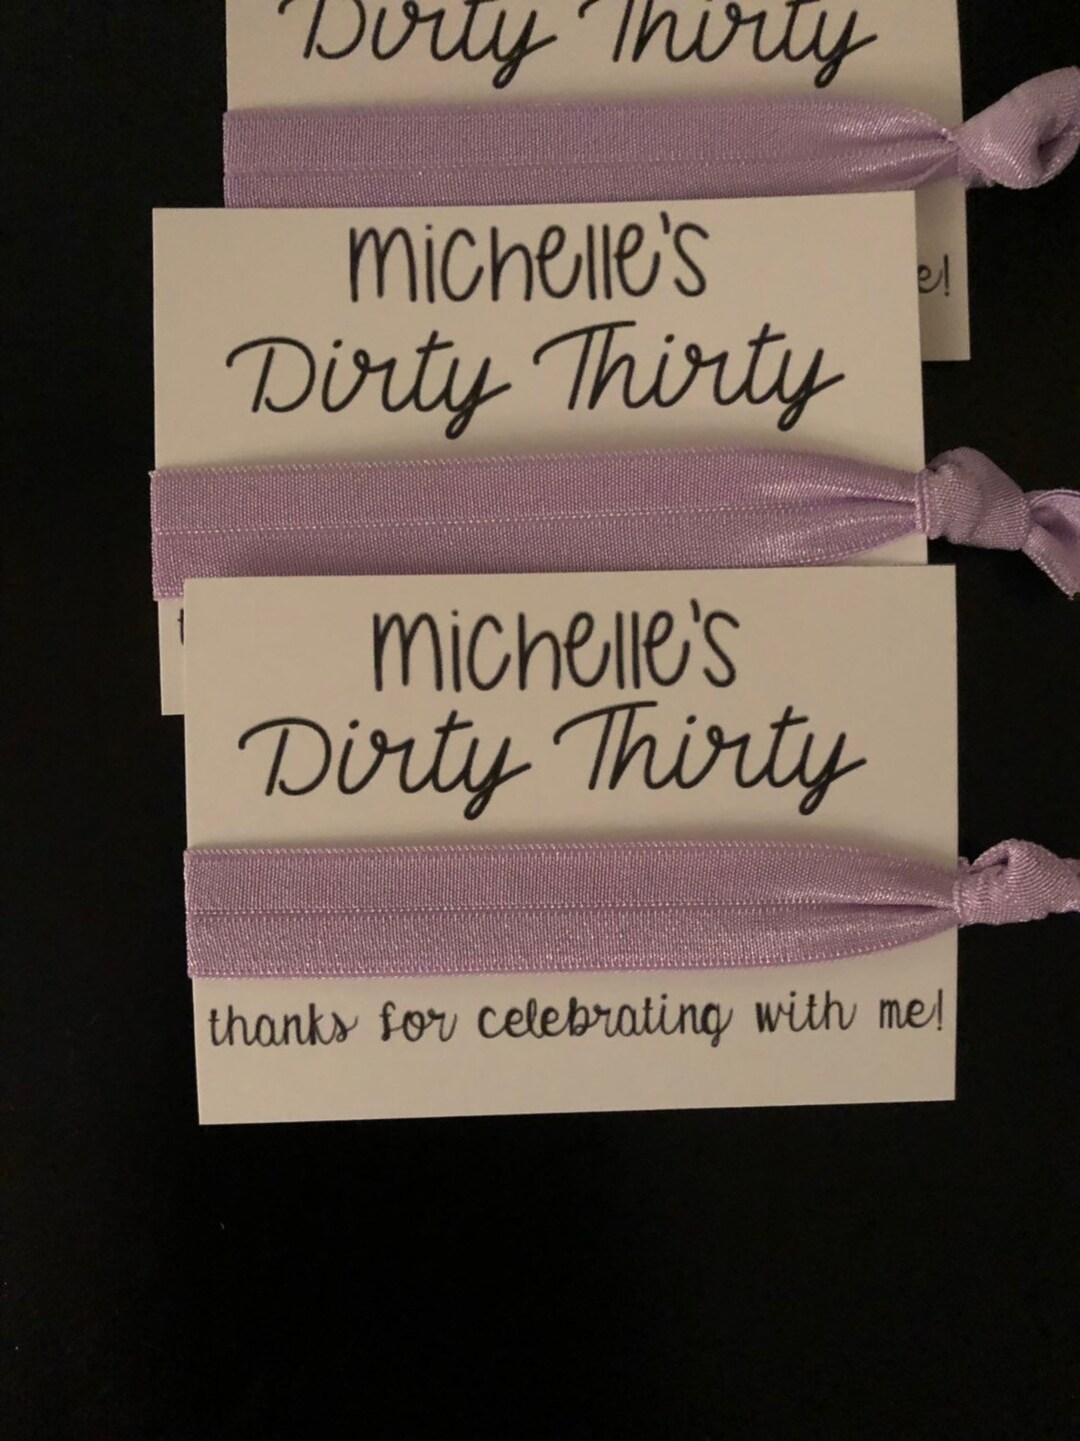 Dirty Thirty
e!
michelle's
Dirty Thirty
michelle's
Dirty Thirty
thanks for celebrating with me!